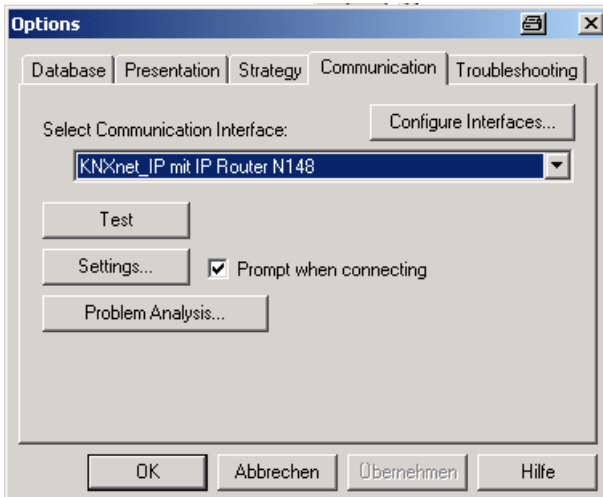 Options
Database Presentation Strategy Communication Troubleshooting
Configure Interfaces...
Select Communication Interface:
KNXnet_IP mit IP Router N148
Test
Settings... Prompt when connecting
Problem Analysis...
OK Abbrechen Übernehmen Hilfe